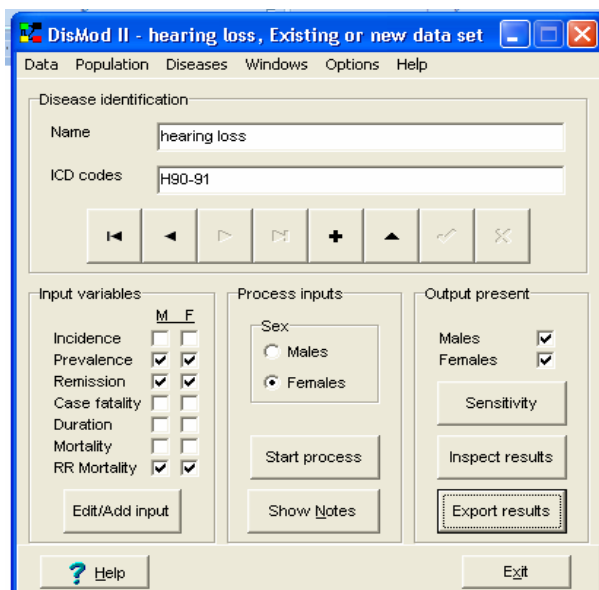 DisMod II - hearing loss, Existing or new data set
Data Population Diseases Windows Options Help
Disease identification
Name hearing loss
ICD codes H90-91
Input variables
M F
Incidence
Prevalence
Remission
Case fatality
Duration
Mortality
RR Mortality
Edit/Add input
Process inputs
Sex
Males
Females
Start process
Show Notes
Output present
Males
Females
Sensitivity
Inspect results
Export results
? Help
Exit